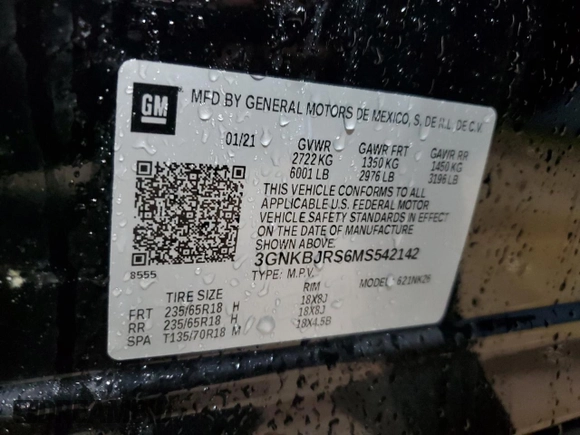 GM
MFD BY GENERAL MOTORS DE MEXICO, S. DE R.L. DE C.V.
01/21
GVWR GAWR FRT GAWR RR
2722 KG 1350 KG 1450 KG
6001 LB 2976 LB 3196 LB
THIS VEHICLE CONFORMS TO ALL
APPLICABLE U.S. FEDERAL MOTOR
VEHICLE SAFETY STANDARDS IN EFFECT
ON THE DATE OF MANUFACTURE
SHOWN ABOVE.
3GNKBJRS6MS542142
8555
TYPE: M.P.V. MODEL: 621NK26
TIRE SIZE RIM
FRT 235/65R18 H 18X8J
RR 235/65R18 H 18X8J
SPA T135/70R18 M 18X4.5B